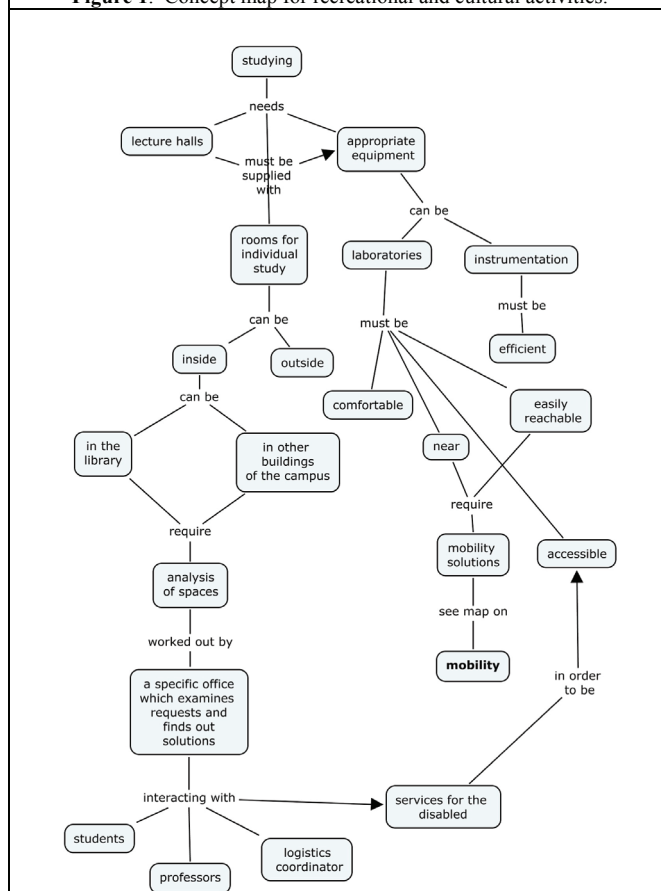 Figure 1. Concept map for recreational and cultural activities.
studying
needs
lecture halls
appropriate
equipment
must be
supplied
with
can be
rooms for
individual
study
laboratories
instrumentation
must be
can be
must be
efficient
inside
outside
can be
comfortable
easily
reachable
in the
library
in other
buildings
of the campus
near
require
require
mobility
solutions
accessible
analysis
of spaces
see map on
worked out by
mobility
a specific office
which examines
requests and
finds out
solutions
in order
to be
interacting with
services for the
disabled
students
logistics
coordinator
professors